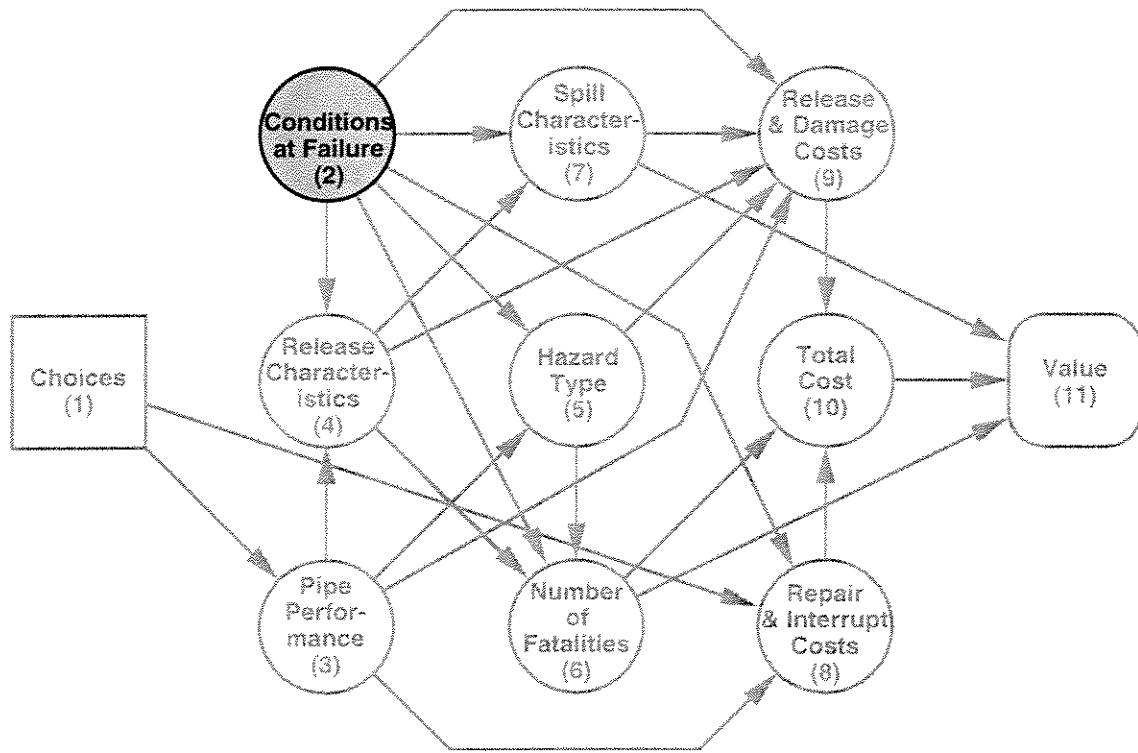 Conditions
at Failure
(2)
Spill
Character-
istics
(7)
Release
& Damage
Costs
(9)
Choices
(1)
Release
Character-
istics
(4)
Hazard
Type
(5)
Total
Cost
(10)
Value
(11)
Pipe
Perfor-
mance
(3)
Number
of
Fatalities
(6)
Repair
& Interrupt
Costs
(8)